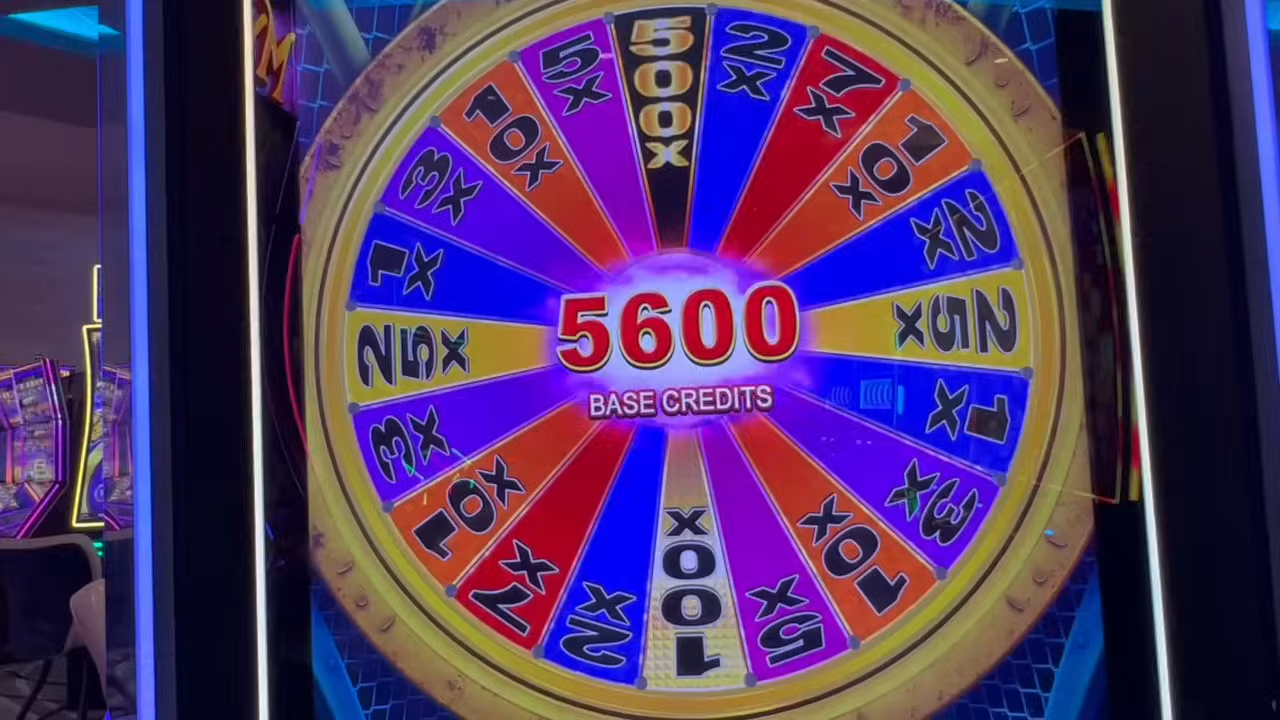 500X
2X
7X
10X
2X
25X
1X
3X
10X
5X
100X
2X
7X
10X
3X
25X
1X
3X
10X
5X
5600
BASE CREDITS